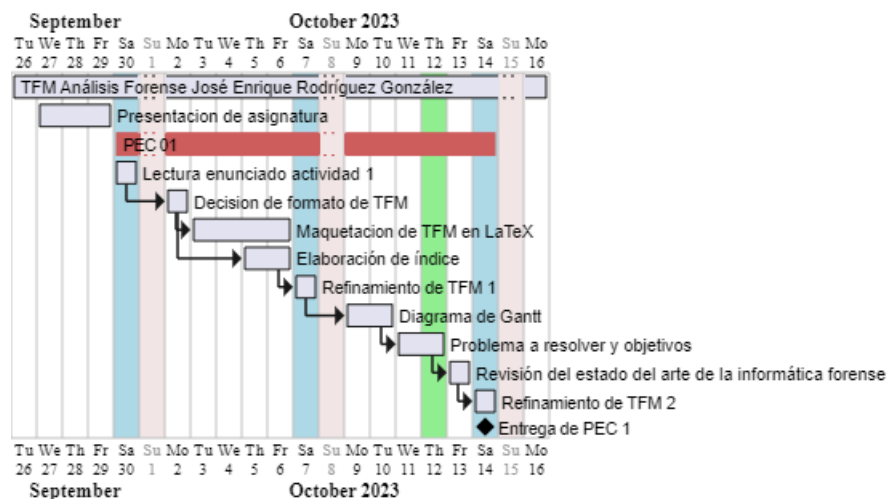 September October 2023
Tu We Th Fr Sa Su Mo Tu We Th Fr Sa Su Mo Tu We Th Fr Sa Su Mo
26 27 28 29 30 1 2 3 4 5 6 7 8 9 10 11 12 13 14 15 16
TFM Análisis Forense José Enrique Rodríguez González
Presentacion de asignatura
PEC 01
Lectura enunciado actividad 1
Decision de formato de TFM
Maquetacion de TFM en LaTeX
Elaboración de índice
Refinamiento de TFM 1
Diagrama de Gantt
Problema a resolver y objetivos
Revisión del estado del arte de la informática forense
Refinamiento de TFM 2
Entrega de PEC 1
Tu We Th Fr Sa Su Mo Tu We Th Fr Sa Su Mo Tu We Th Fr Sa Su Mo
26 27 28 29 30 1 2 3 4 5 6 7 8 9 10 11 12 13 14 15 16
September October 2023